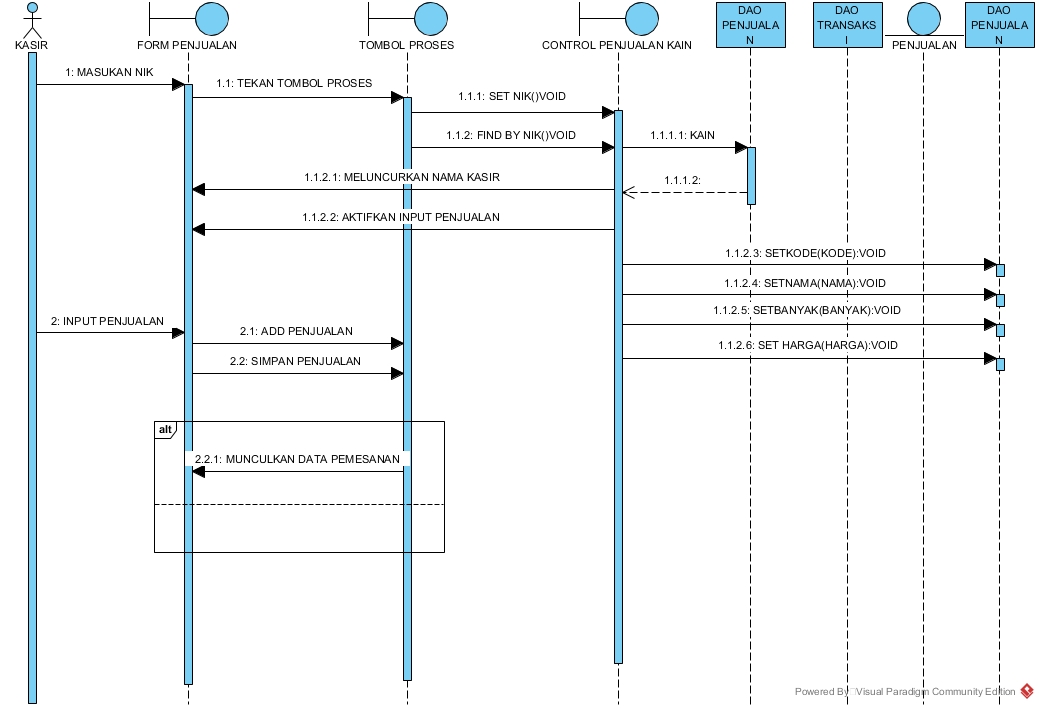 KASIR
FORM PENJUALAN
TOMBOL PROSES
CONTROL PENJUALAN KAIN
DAO
PENJUALA
N
DAO
TRANSAKS
I
PENJUALAN
DAO
PENJUALA
N
1: MASUKAN NIK
1.1: TEKAN TOMBOL PROSES
1.1.1: SET NIK()VOID
1.1.2: FIND BY NIK()VOID
1.1.1.1: KAIN
1.1.2.1: MELUNCURKAN NAMA KASIR
1.1.1.2:
1.1.2.2: AKTIFKAN INPUT PENJUALAN
1.1.2.3: SETKODE(KODE):VOID
1.1.2.4: SETNAMA(NAMA):VOID
1.1.2.5: SETBANYAK(BANYAK):VOID
2: INPUT PENJUALAN
2.1: ADD PENJUALAN
1.1.2.6: SET HARGA(HARGA):VOID
2.2: SIMPAN PENJUALAN
alt
2.2.1: MUNCULKAN DATA PEMESANAN
Powered By Visual Paradigm Community Edition